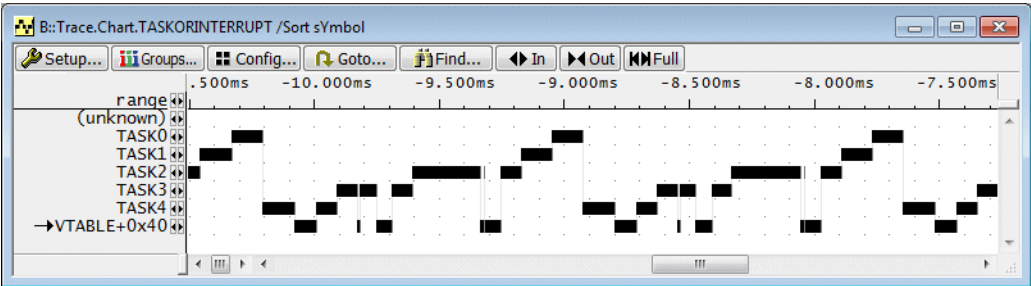 B::Trace.Chart.TASKORINTERRUPT /Sort sYmbol
Setup... Groups... Config... Goto... Find... In Out Full
.500ms -10.000ms -9.500ms -9.000ms -8.500ms -8.000ms -7.500ms
range
(unknown)
TASK0
TASK1
TASK2
TASK3
TASK4
VTABLE+0x40